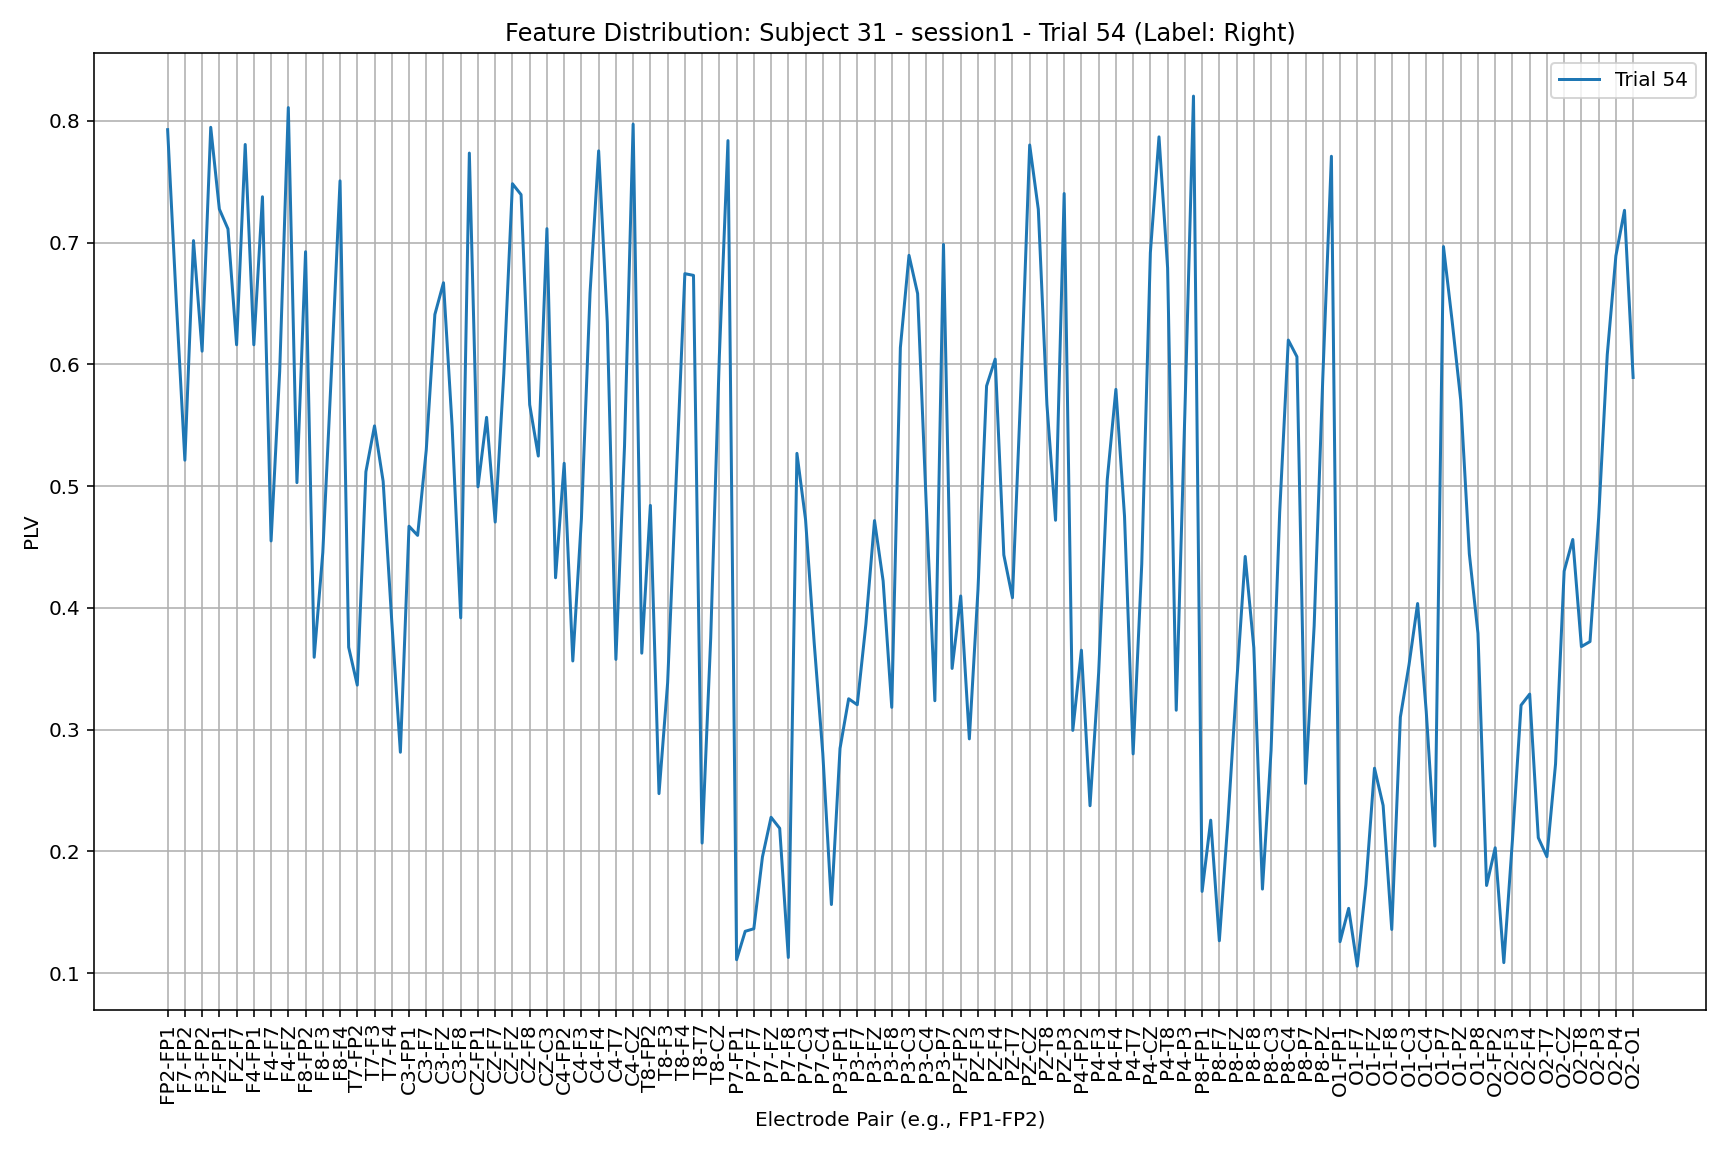 Feature Distribution: Subject 31 - session1 - Trial 54 (Label: Right)
Trial 54
PLV
0.8
0.7
0.6
0.5
0.4
0.3
0.2
0.1
FP2-FP1
F7-FP2
F3-FP2
FZ-FP1
FZ-F7
F4-FP1
F4-F7
F4-FZ
F8-FP2
F8-F3
F8-F4
T7-FP2
T7-F3
T7-F4
C3-FP1
C3-F7
C3-FZ
C3-F8
CZ-FP1
CZ-F7
CZ-FZ
CZ-F8
CZ-C3
C4-FP2
C4-F3
C4-F4
C4-T7
C4-CZ
T8-FP2
T8-F3
T8-F4
T8-T7
T8-CZ
P7-FP1
P7-F7
P7-FZ
P7-F8
P7-C3
P7-C4
P3-FP1
P3-F7
P3-FZ
P3-F8
P3-C3
P3-C4
P3-P7
PZ-FP2
PZ-F3
PZ-F4
PZ-T7
PZ-CZ
PZ-T8
PZ-P3
P4-FP2
P4-F3
P4-F4
P4-T7
P4-CZ
P4-T8
P4-P3
P8-FP1
P8-F7
P8-FZ
P8-F8
P8-C3
P8-C4
P8-P7
P8-PZ
O1-FP1
O1-F7
O1-FZ
O1-F8
O1-C3
O1-C4
O1-P7
O1-PZ
O1-P8
O2-FP2
O2-F3
O2-F4
O2-T7
O2-CZ
O2-T8
O2-P3
O2-P4
O2-O1
Electrode Pair (e.g., FP1-FP2)